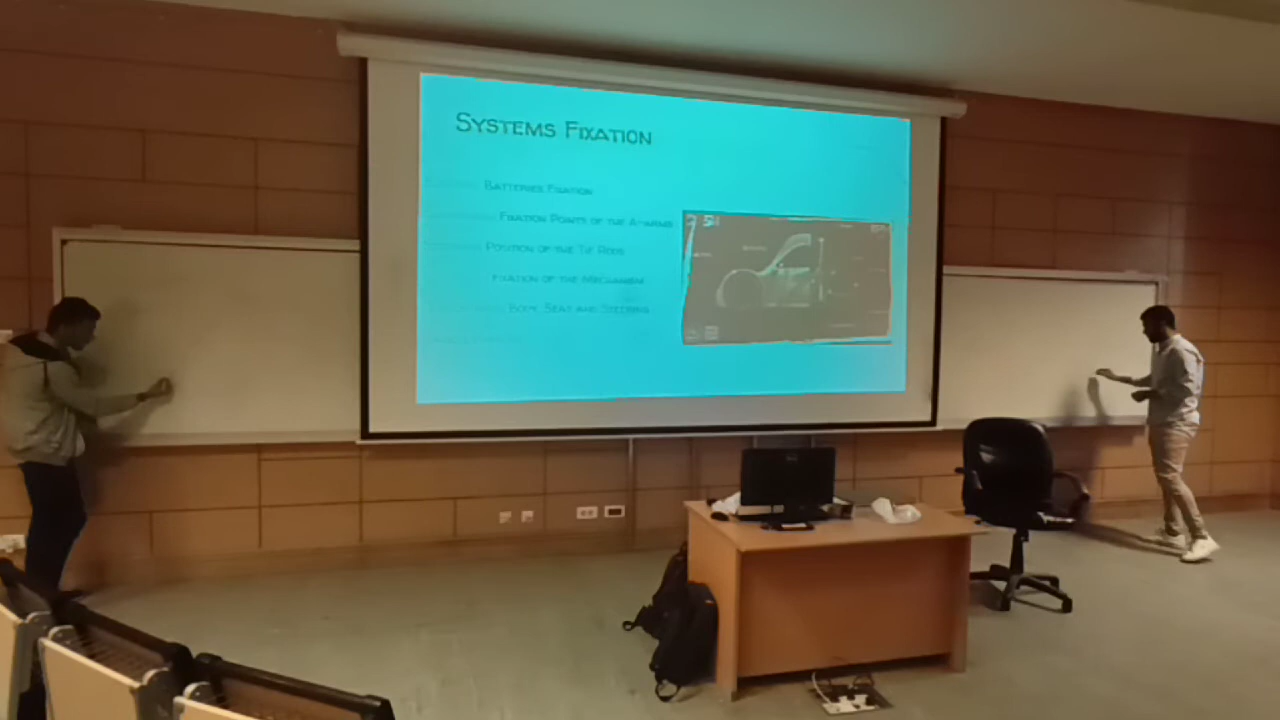 Systems Fixation
Batteries Fixation
Fixation Points of the A-arms
Position of the Tie Rods
Fixation of the Mechanism
Body, Seat and Steering